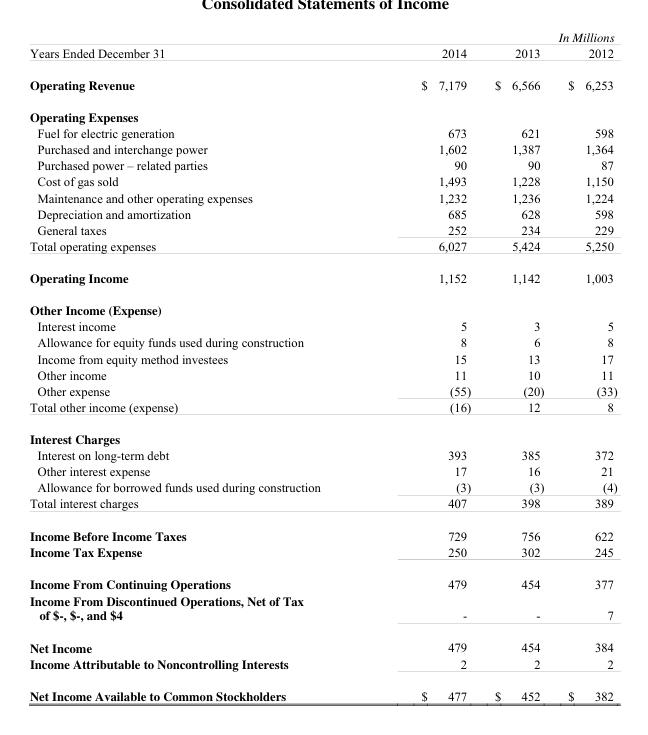 Consolidated Statements of Income
In Millions
Years Ended December 31 2014 2013 2012
Operating Revenue $ 7,179 $ 6,566 $ 6,253
Operating Expenses
Fuel for electric generation 673 621 598
Purchased and interchange power 1,602 1,387 1,364
Purchased power – related parties 90 90 87
Cost of gas sold 1,493 1,228 1,150
Maintenance and other operating expenses 1,232 1,236 1,224
Depreciation and amortization 685 628 598
General taxes 252 234 229
Total operating expenses 6,027 5,424 5,250
Operating Income 1,152 1,142 1,003
Other Income (Expense)
Interest income 5 3 5
Allowance for equity funds used during construction 8 6 8
Income from equity method investees 15 13 17
Other income 11 10 11
Other expense (55) (20) (33)
Total other income (expense) (16) 12 8
Interest Charges
Interest on long-term debt 393 385 372
Other interest expense 17 16 21
Allowance for borrowed funds used during construction (3) (3) (4)
Total interest charges 407 398 389
Income Before Income Taxes 729 756 622
Income Tax Expense 250 302 245
Income From Continuing Operations 479 454 377
Income From Discontinued Operations, Net of Tax
of $-, $-, and $4 - - 7
Net Income 479 454 384
Income Attributable to Noncontrolling Interests 2 2 2
Net Income Available to Common Stockholders $ 477 $ 452 $ 382